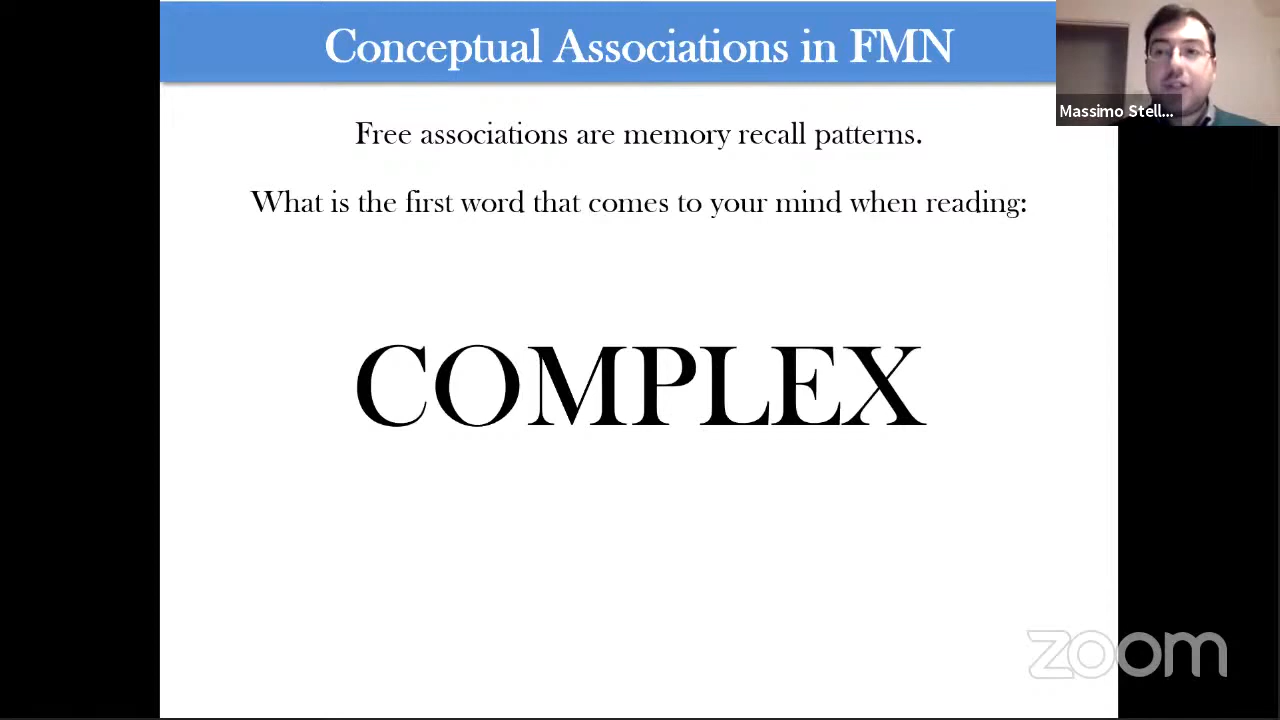 Conceptual Associations in FMN
Massimo Stell...
Free associations are memory recall patterns.
What is the first word that comes to your mind when reading:
COMPLEX
zoom